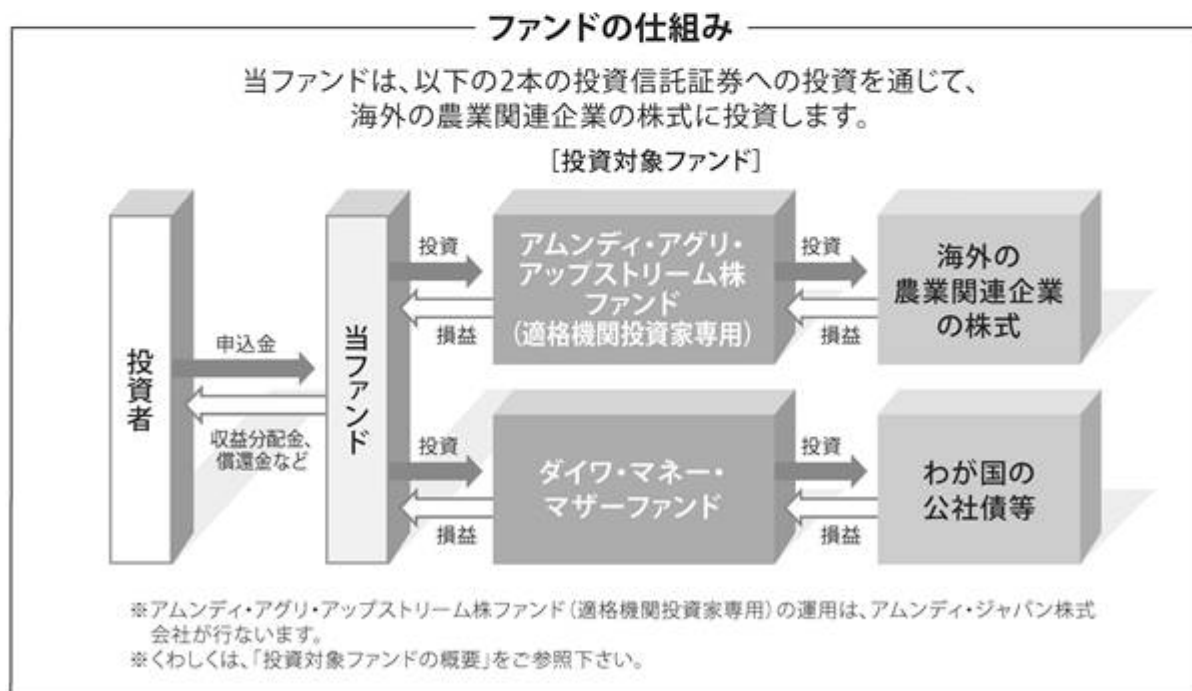 ファンドの仕組み
当ファンドは、以下の2本の投資信託証券への投資を通じて、
海外の農業関連企業の株式に投資します。
[投資対象ファンド]
投資者
申込金
収益分配金、
償還金など
当ファンド
投資
損益
アムンディ・アグリ・
アップストリーム株
ファンド
(適格機関投資家専用)
投資
損益
海外の
農業関連企業
の株式
投資
損益
ダイワ・マネー・
マザーファンド
投資
損益
わが国の
公社債等
※アムンディ・アグリ・アップストリーム株ファンド(適格機関投資家専用)の運用は、アムンディ・ジャパン株式
会社が行ないます。
※くわしくは、「投資対象ファンドの概要」をご参照下さい。